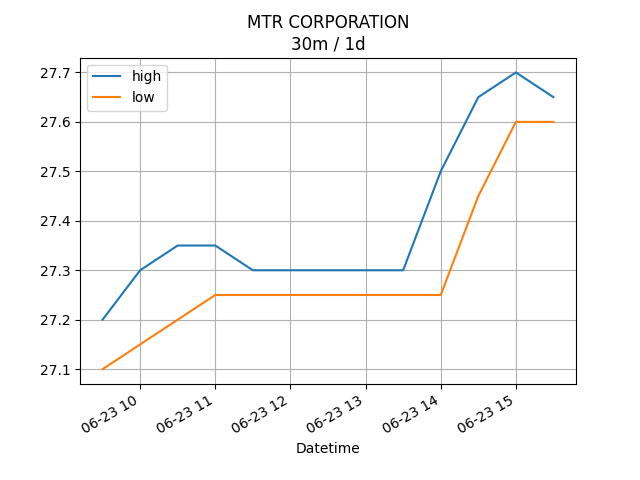 MTR CORPORATION
30m / 1d
high
low
27.7
27.6
27.5
27.4
27.3
27.2
27.1
06-23 10
06-23 11
06-23 12
06-23 13
06-23 14
06-23 15
Datetime